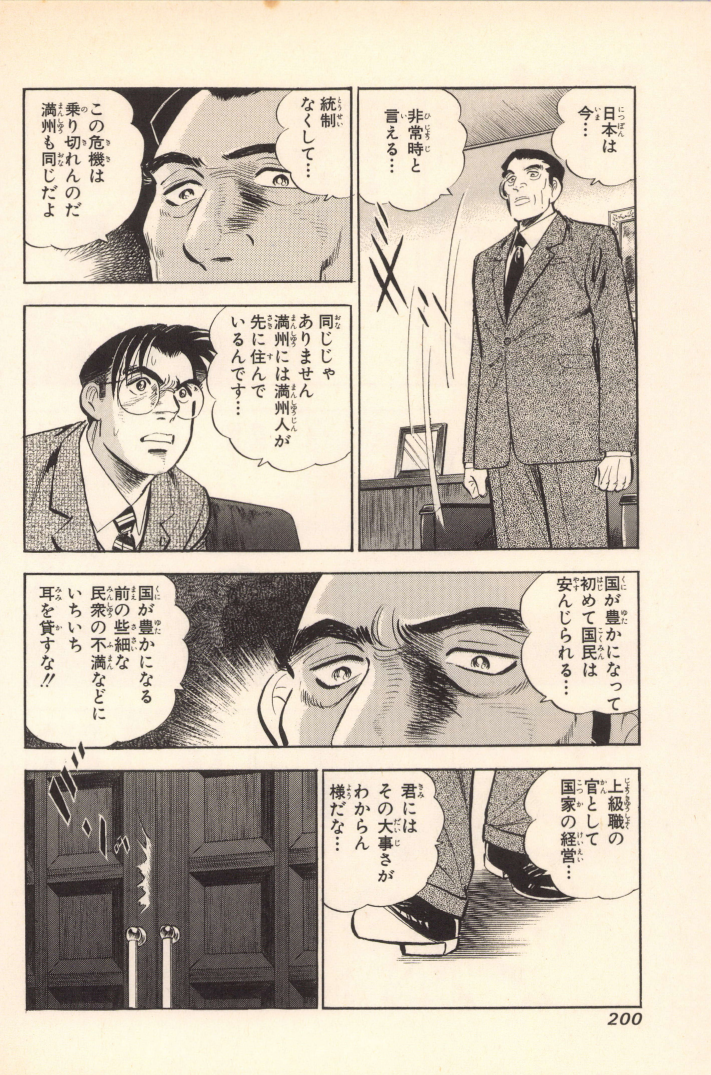 日本は
今…
非常時と
言える…
統制
なくして…
この危機は
乗り切れんのだ
満州も同じだよ
同じじゃ
ありません
満州には満州人が
先に住んで
いるんです…
国が豊かになって
初めて国民は
安んじられる…
国が豊かになる
前の些細な
民衆の不満などに
いちいち
耳を貸すな!!
上級職の
官として
国家の経営…
君には
その大事さが
わからん
様だな…
200